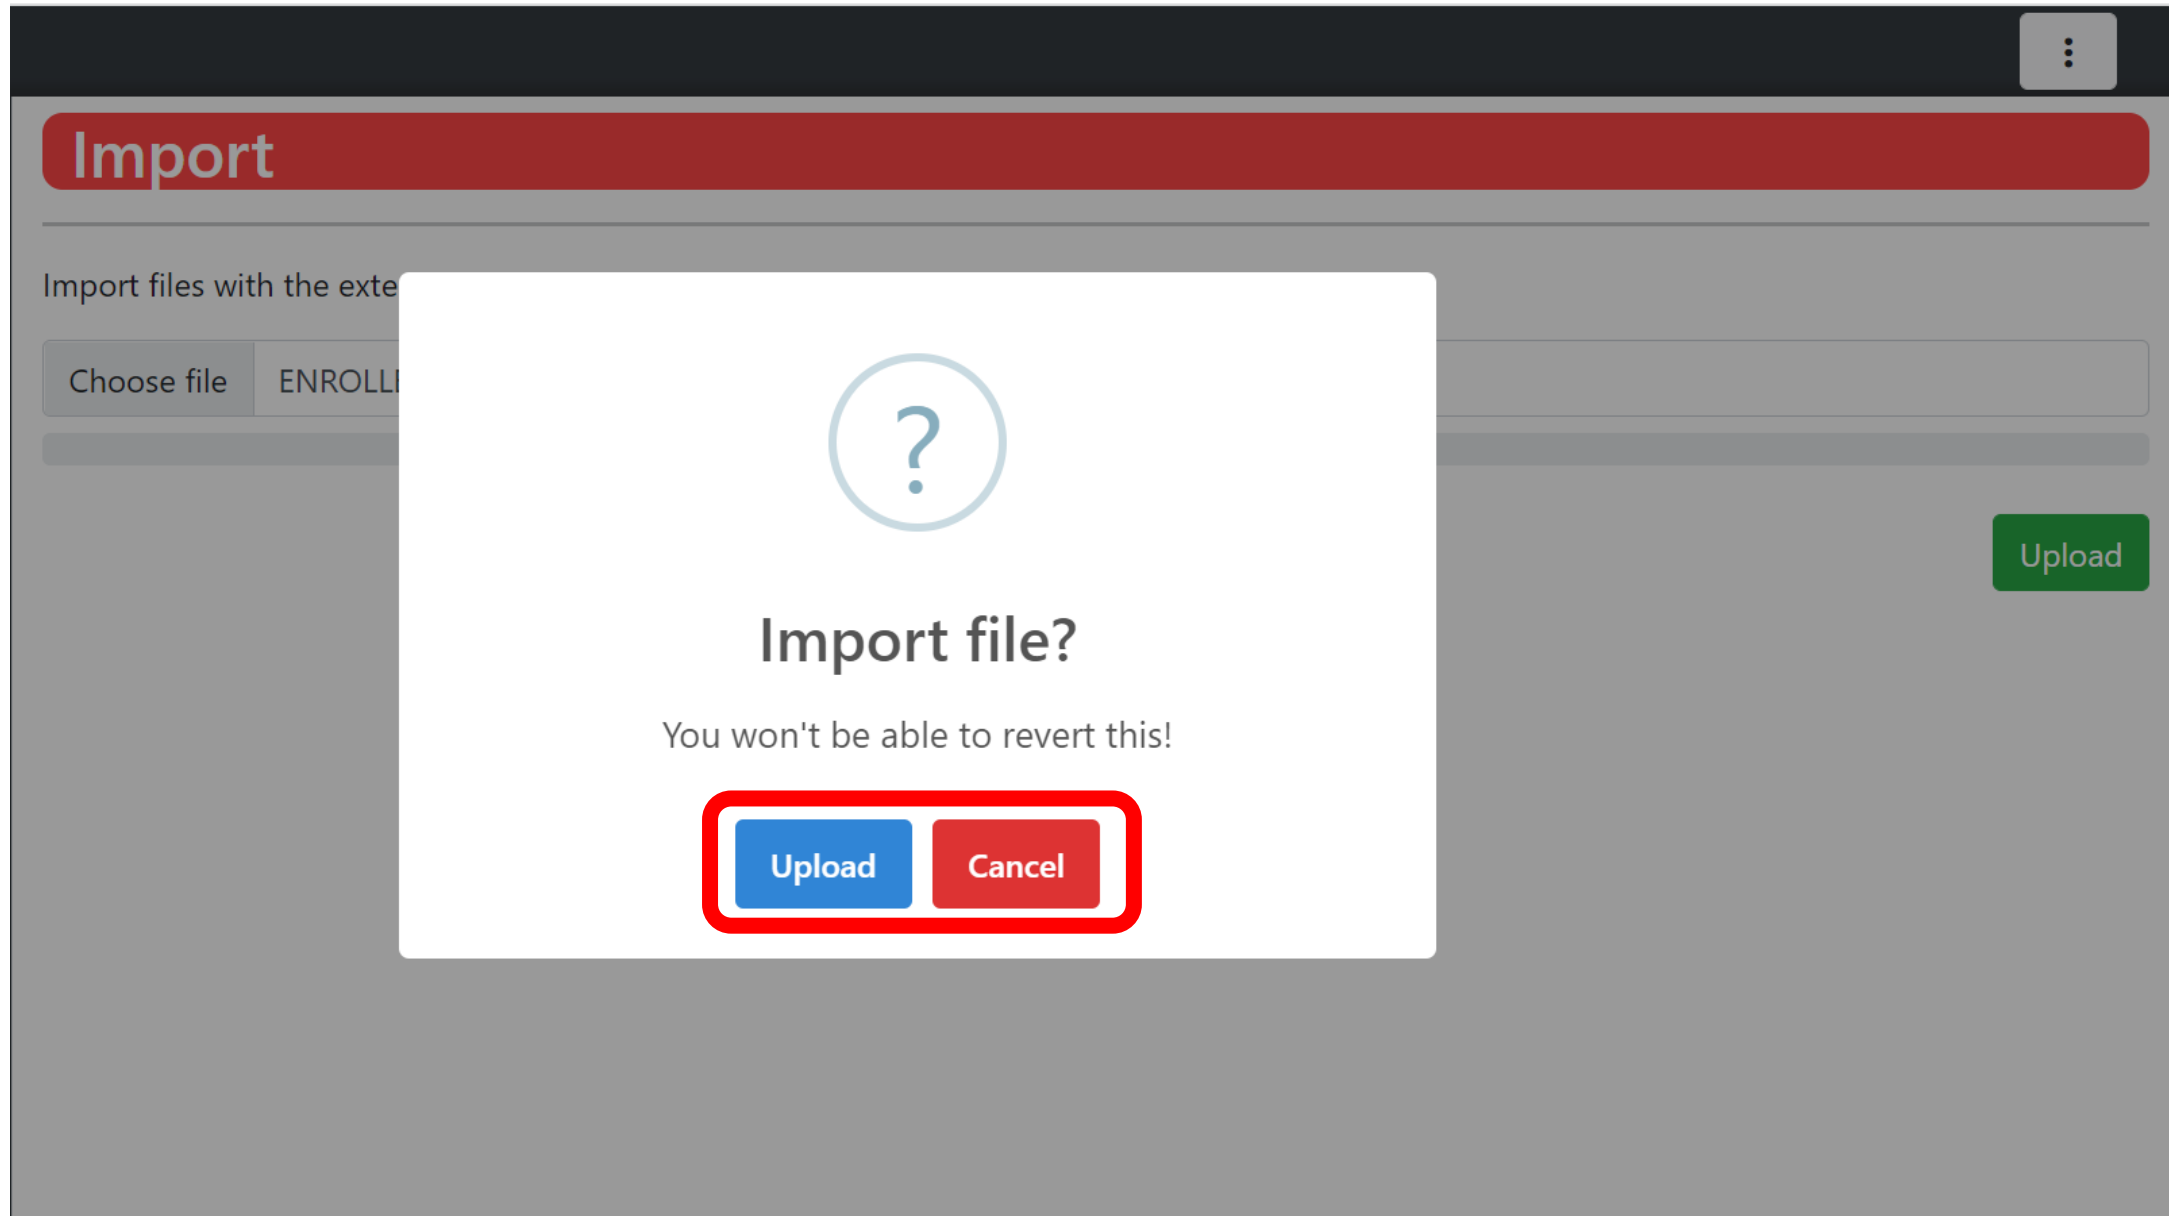 Import
Import files with the exte
Choose file ENROLLE
?
Upload
Import file?
You won't be able to revert this!
Upload Cancel